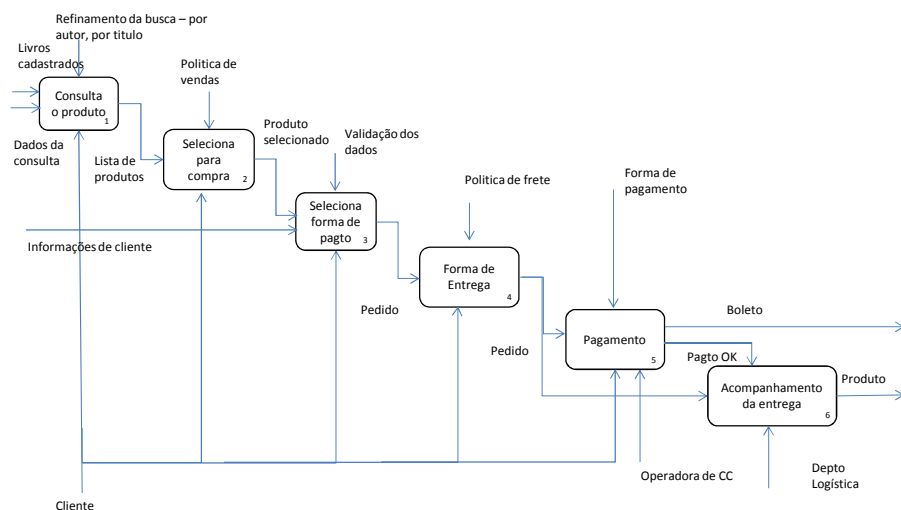 Refinamento da busca – por
autor, por titulo
Livros
cadastrados
Consulta
o produto
1
Dados da
consulta
Politica de
vendas
Lista de
produtos
Seleciona
para
compra
2
Produto
selecionado
Validação dos
dados
Seleciona
forma de
pagto
3
Informações de cliente
Politica de frete
Forma de
Entrega
4
Pedido
Forma de
pagamento
Pedido
Pagamento
5
Boleto
Pagto OK
Acompanhamento
da entrega
6
Produto
Operadora de CC
Depto
Logística
Cliente